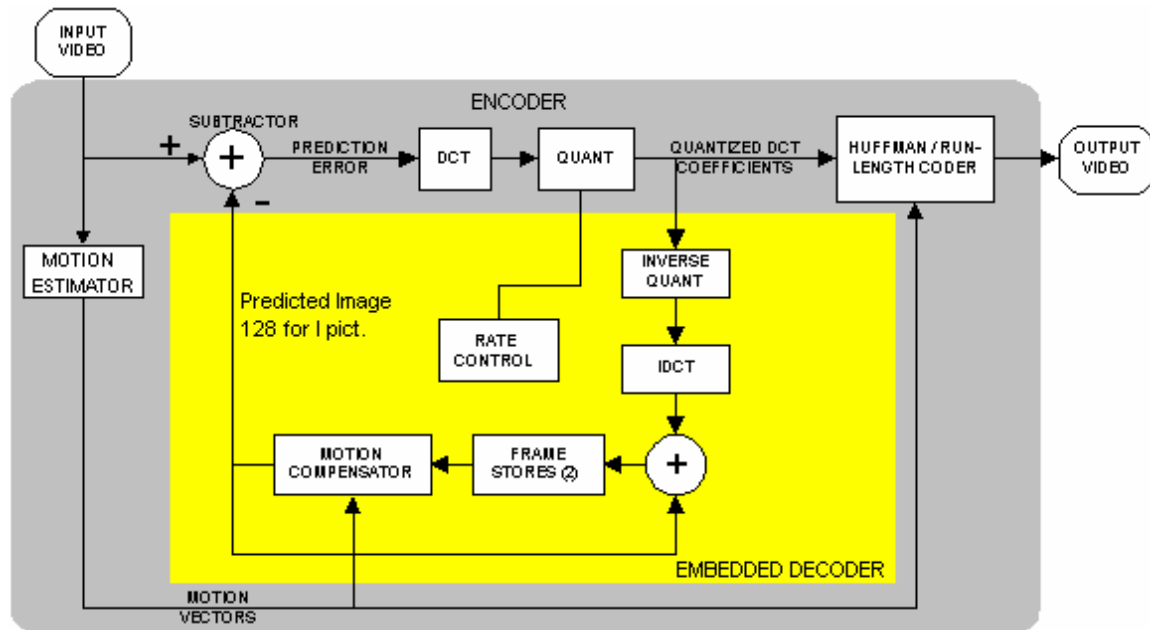 INPUT
VIDEO
ENCODER
SUBTRACTOR
+
+
PREDICTION
ERROR
DCT
QUANT
QUANTIZED DCT
COEFFICIENTS
HUFFMAN / RUN-
LENGTH CODER
OUTPUT
VIDEO
-
MOTION
ESTIMATOR
Predicted Image
128 for I pict.
INVERSE
QUANT
RATE
CONTROL
IDCT
MOTION
COMPENSATOR
FRAME
STORES (2)
+
EMBEDDED DECODER
MOTION
VECTORS